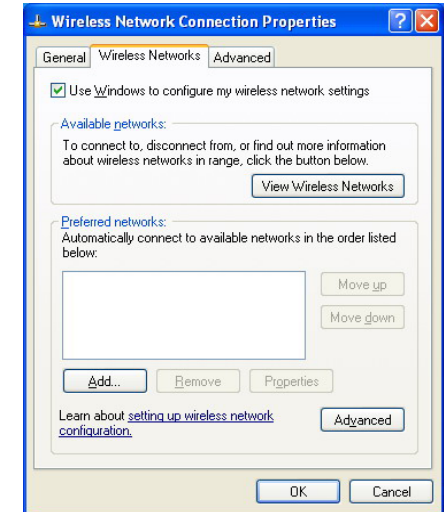 Wireless Network Connection Properties
General Wireless Networks Advanced
Use Windows to configure my wireless network settings
Available networks:
To connect to, disconnect from, or find out more information
about wireless networks in range, click the button below.
View Wireless Networks
Preferred networks:
Automatically connect to available networks in the order listed
below:
Move up
Move down
Add... Remove Properties
Learn about setting up wireless network
configuration.
Advanced
OK Cancel